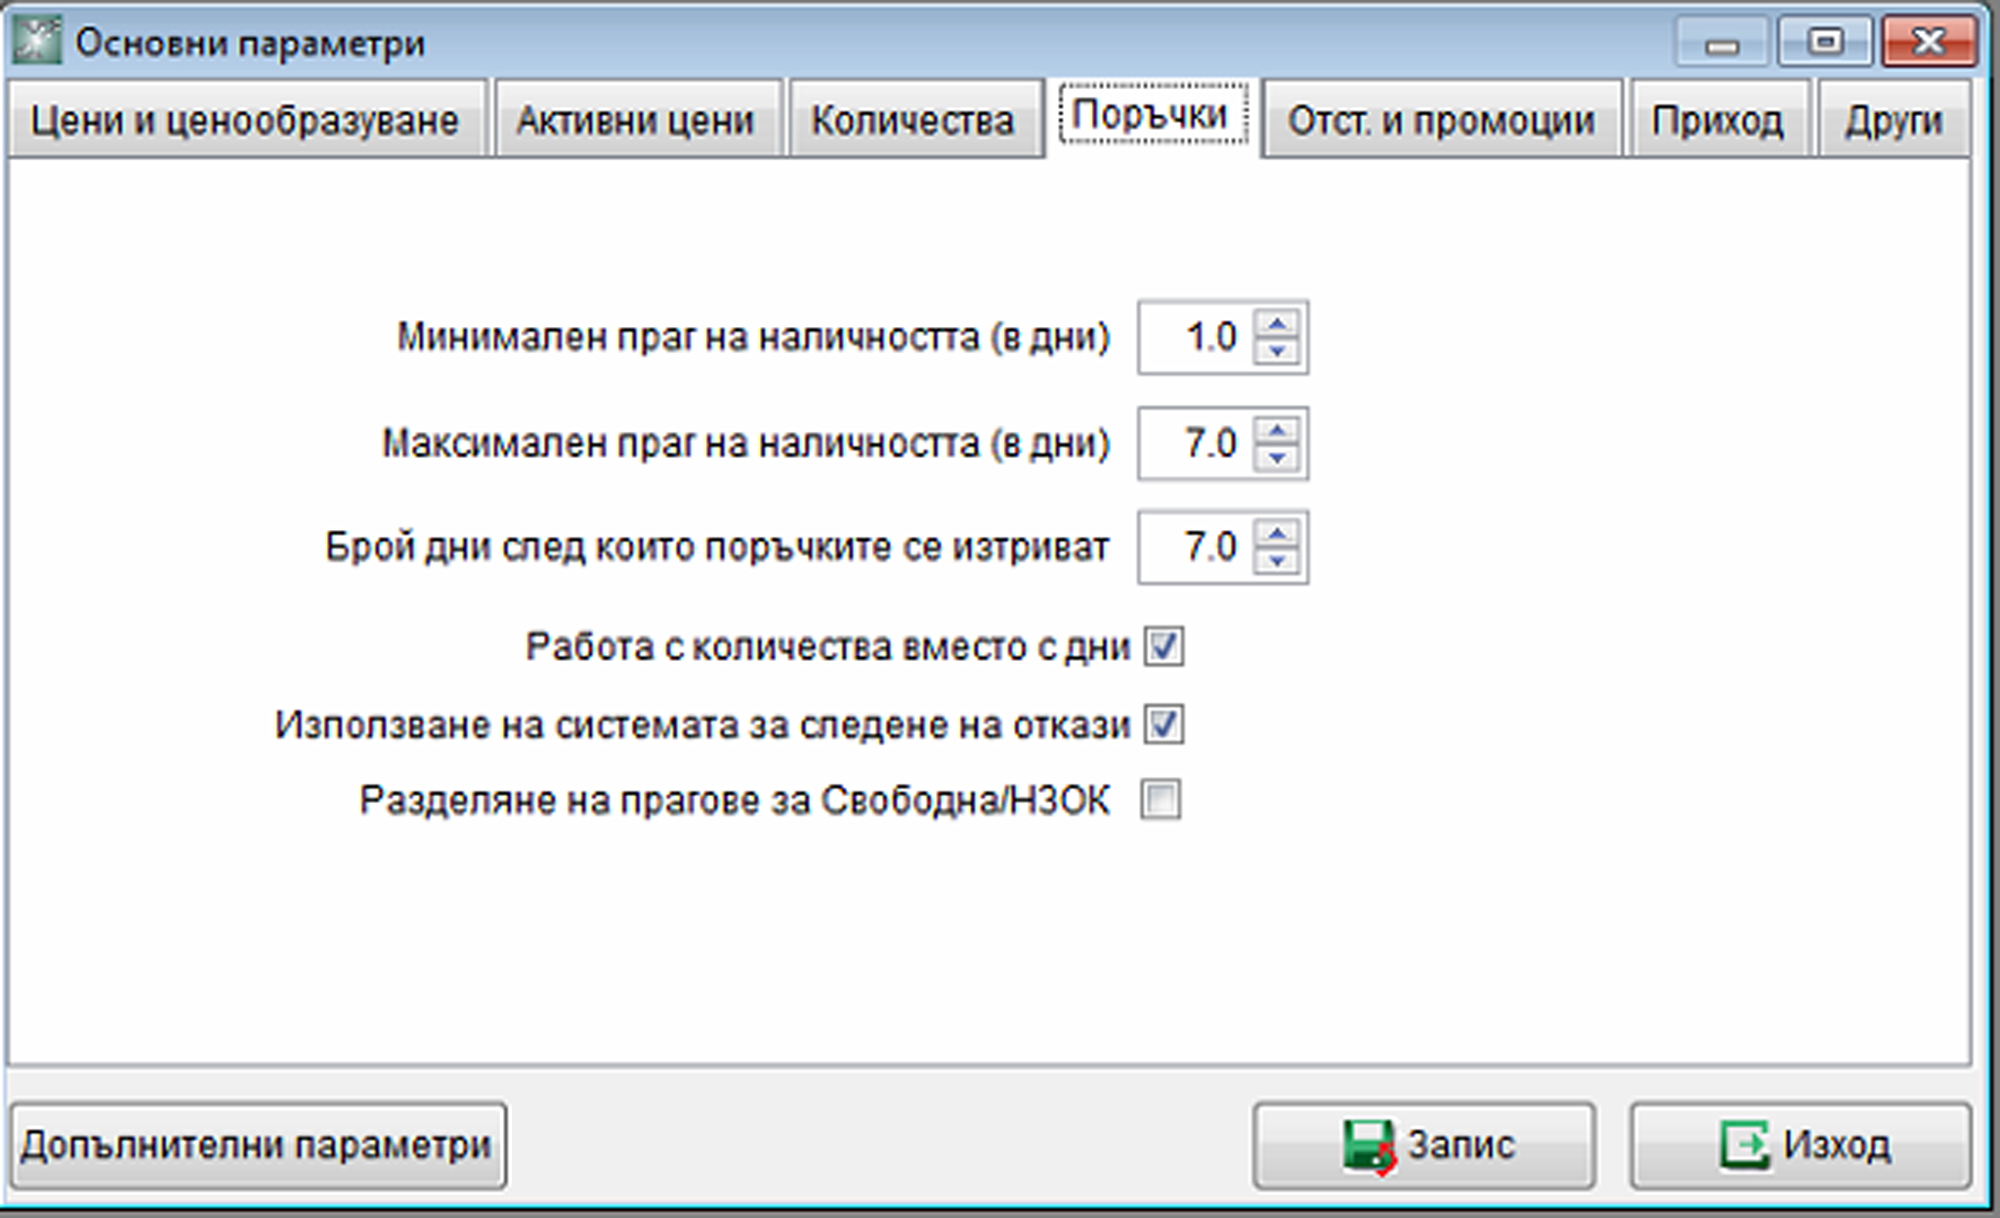 Основни параметри
Цени и ценообразуване Активни цени Количества Поръчки Отст. и промоции Приход Други
Минимален праг на наличността (в дни) 1.0
Максимален праг на наличността (в дни) 7.0
Брой дни след които поръчките се изтриват 7.0
Работа с количества вместо с дни
Използване на системата за следене на откази
Разделяне на прагове за Свободна/НЗОК
Допълнителни параметри Запис Изход